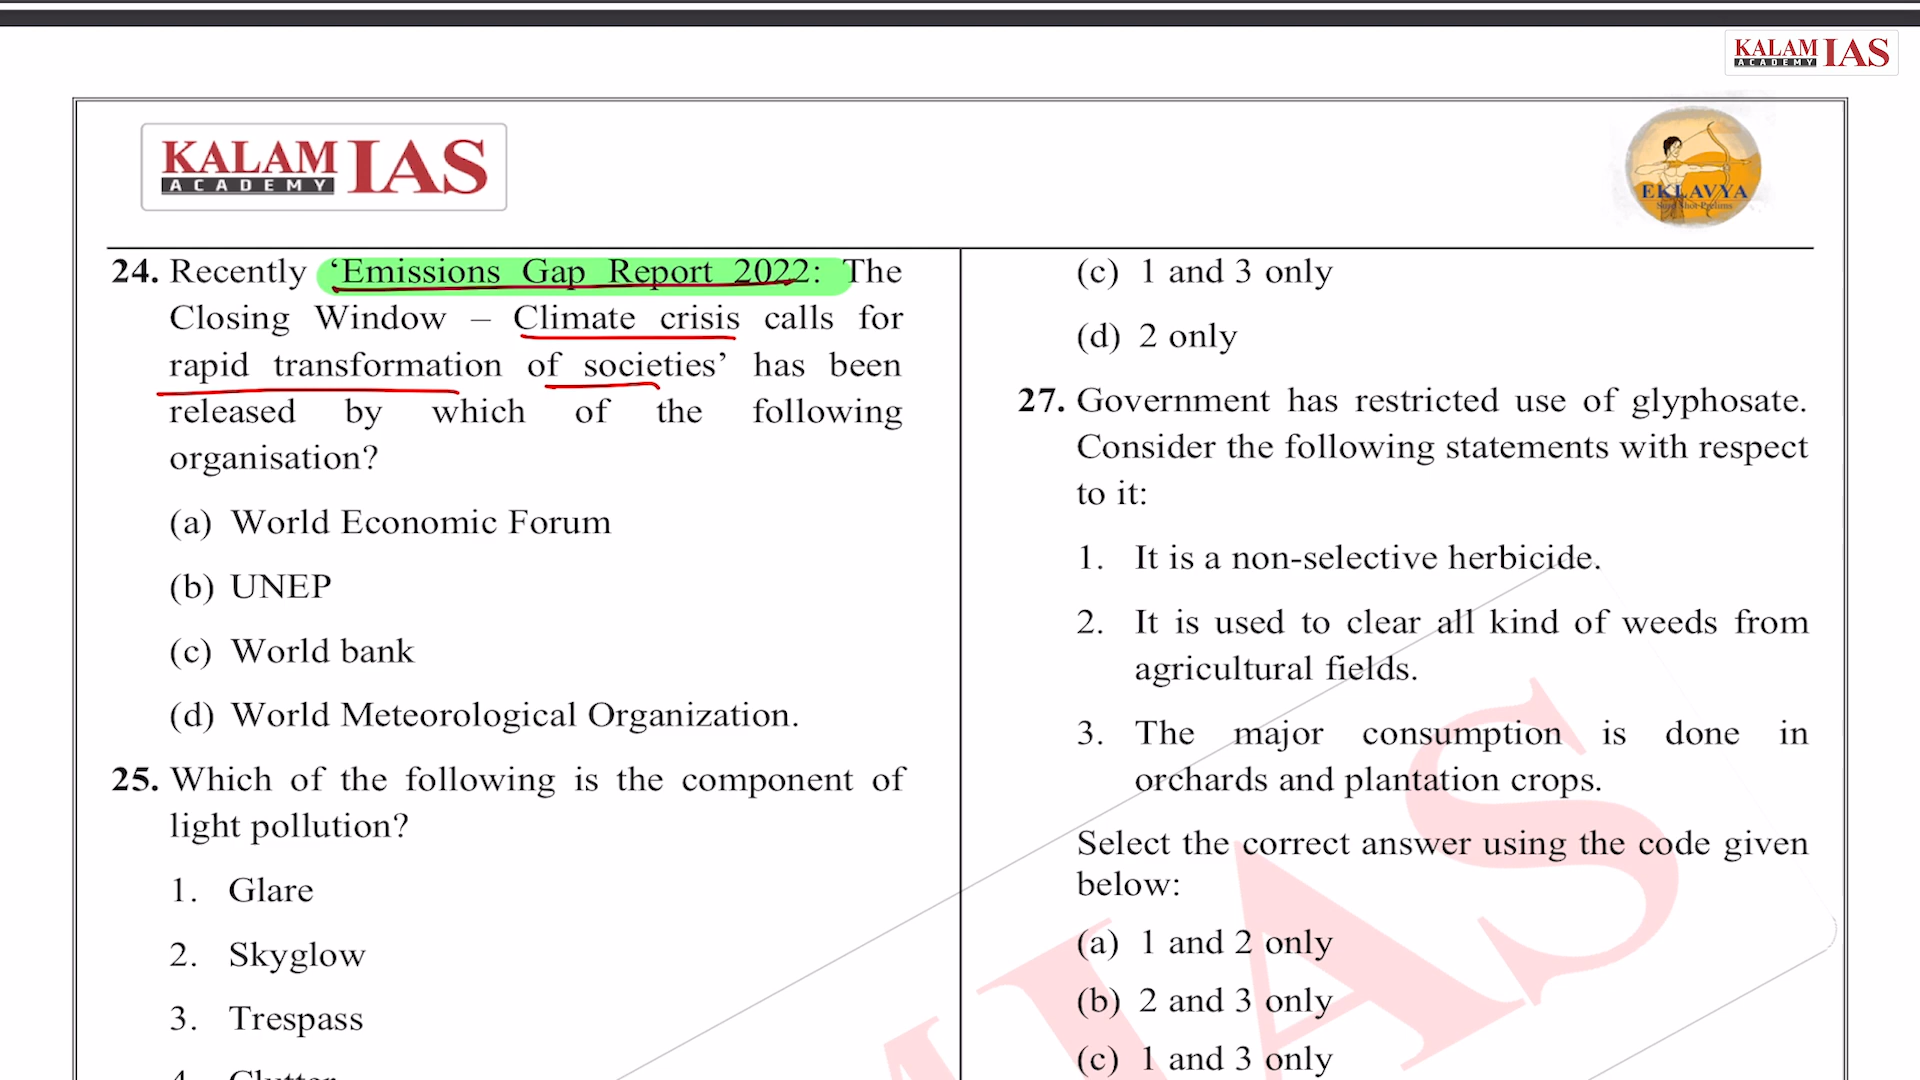 KALAM IAS
ACADEMY
KALAM IAS
ACADEMY
EKLAVYA
Sure Shot Prelims
24. Recently ‘Emissions Gap Report 2022: The
Closing Window – Climate crisis calls for
rapid transformation of societies’ has been
released by which of the following
organisation?
(a) World Economic Forum
(b) UNEP
(c) World bank
(d) World Meteorological Organization.
25. Which of the following is the component of
light pollution?
1. Glare
2. Skyglow
3. Trespass
4. Clutter
(c) 1 and 3 only
(d) 2 only
27. Government has restricted use of glyphosate.
Consider the following statements with respect
to it:
1. It is a non-selective herbicide.
2. It is used to clear all kind of weeds from
agricultural fields.
3. The major consumption is done in
orchards and plantation crops.
Select the correct answer using the code given
below:
(a) 1 and 2 only
(b) 2 and 3 only
(c) 1 and 3 only